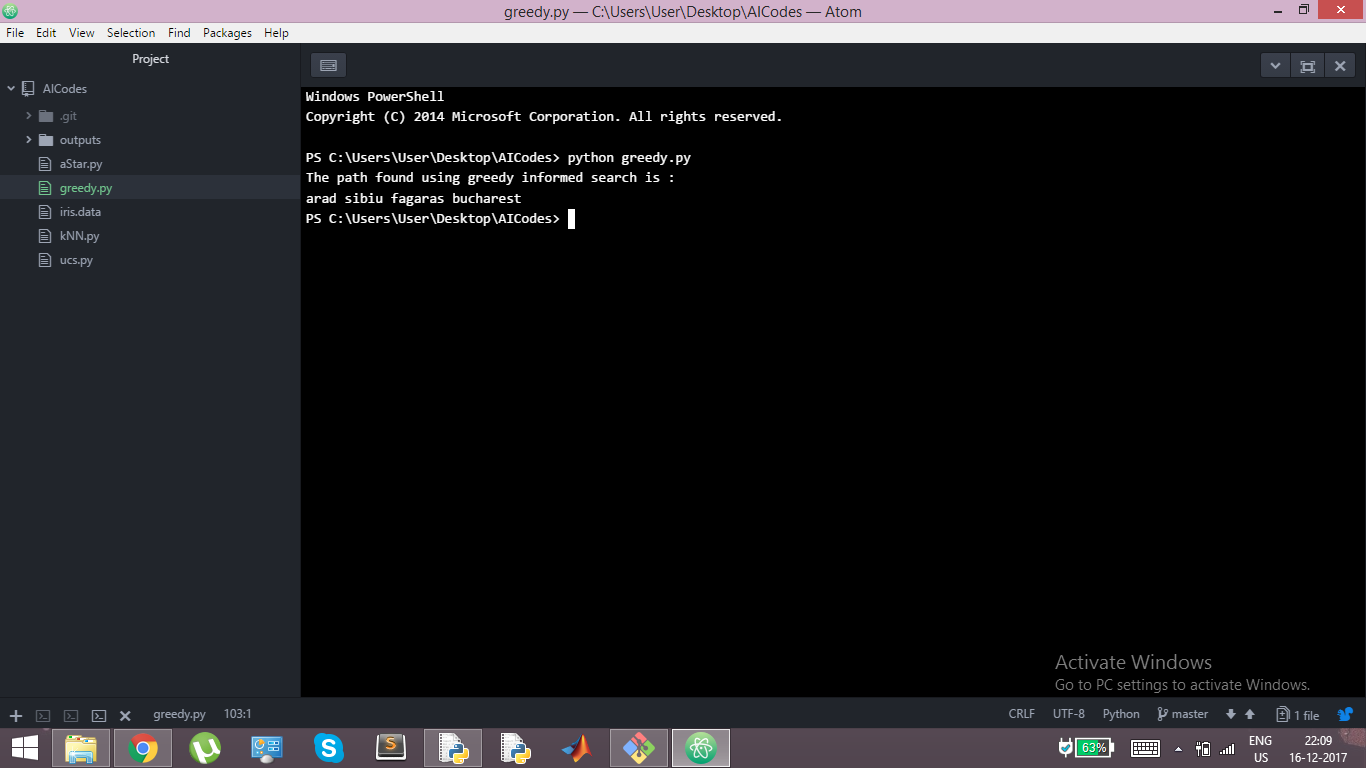 greedy.py — C:\Users\User\Desktop\AICodes — Atom
File Edit View Selection Find Packages Help
Project
AICodes
.git
outputs
aStar.py
greedy.py
iris.data
kNN.py
ucs.py
Windows PowerShell
Copyright (C) 2014 Microsoft Corporation. All rights reserved.
PS C:\Users\User\Desktop\AICodes> python greedy.py
The path found using greedy informed search is :
arad sibiu fagaras bucharest
PS C:\Users\User\Desktop\AICodes>
Activate Windows
Go to PC settings to activate Windows.
greedy.py 103:1 CRLF UTF-8 Python master 1 file
63% ENG 22:09
US 16-12-2017